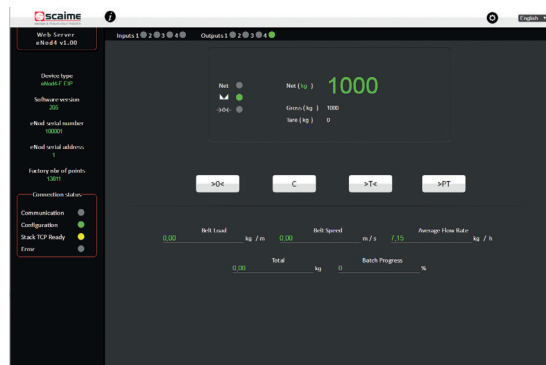 scaime
i
English
Web Server
eNod4 v1.00
Inputs 1 2 3 4 Outputs 1 2 3 4
Device type
eNod4-F EIP
Software version
205
eNod serial number
100001
eNod serial address
1
Factory nbr of points
13011
Connection status
Communication
Configuration
Stack TCP Ready
Error
Net
Net ( kg ) 1000
>0<
Gross ( kg ) 1000
Tare ( kg ) 0
>0< C >T< >PT
Belt Load Belt Speed Average Flow Rate
0,00 kg / m 0,00 m / s 7,15 kg / h
Total Batch Progress
0,00 kg 0 %